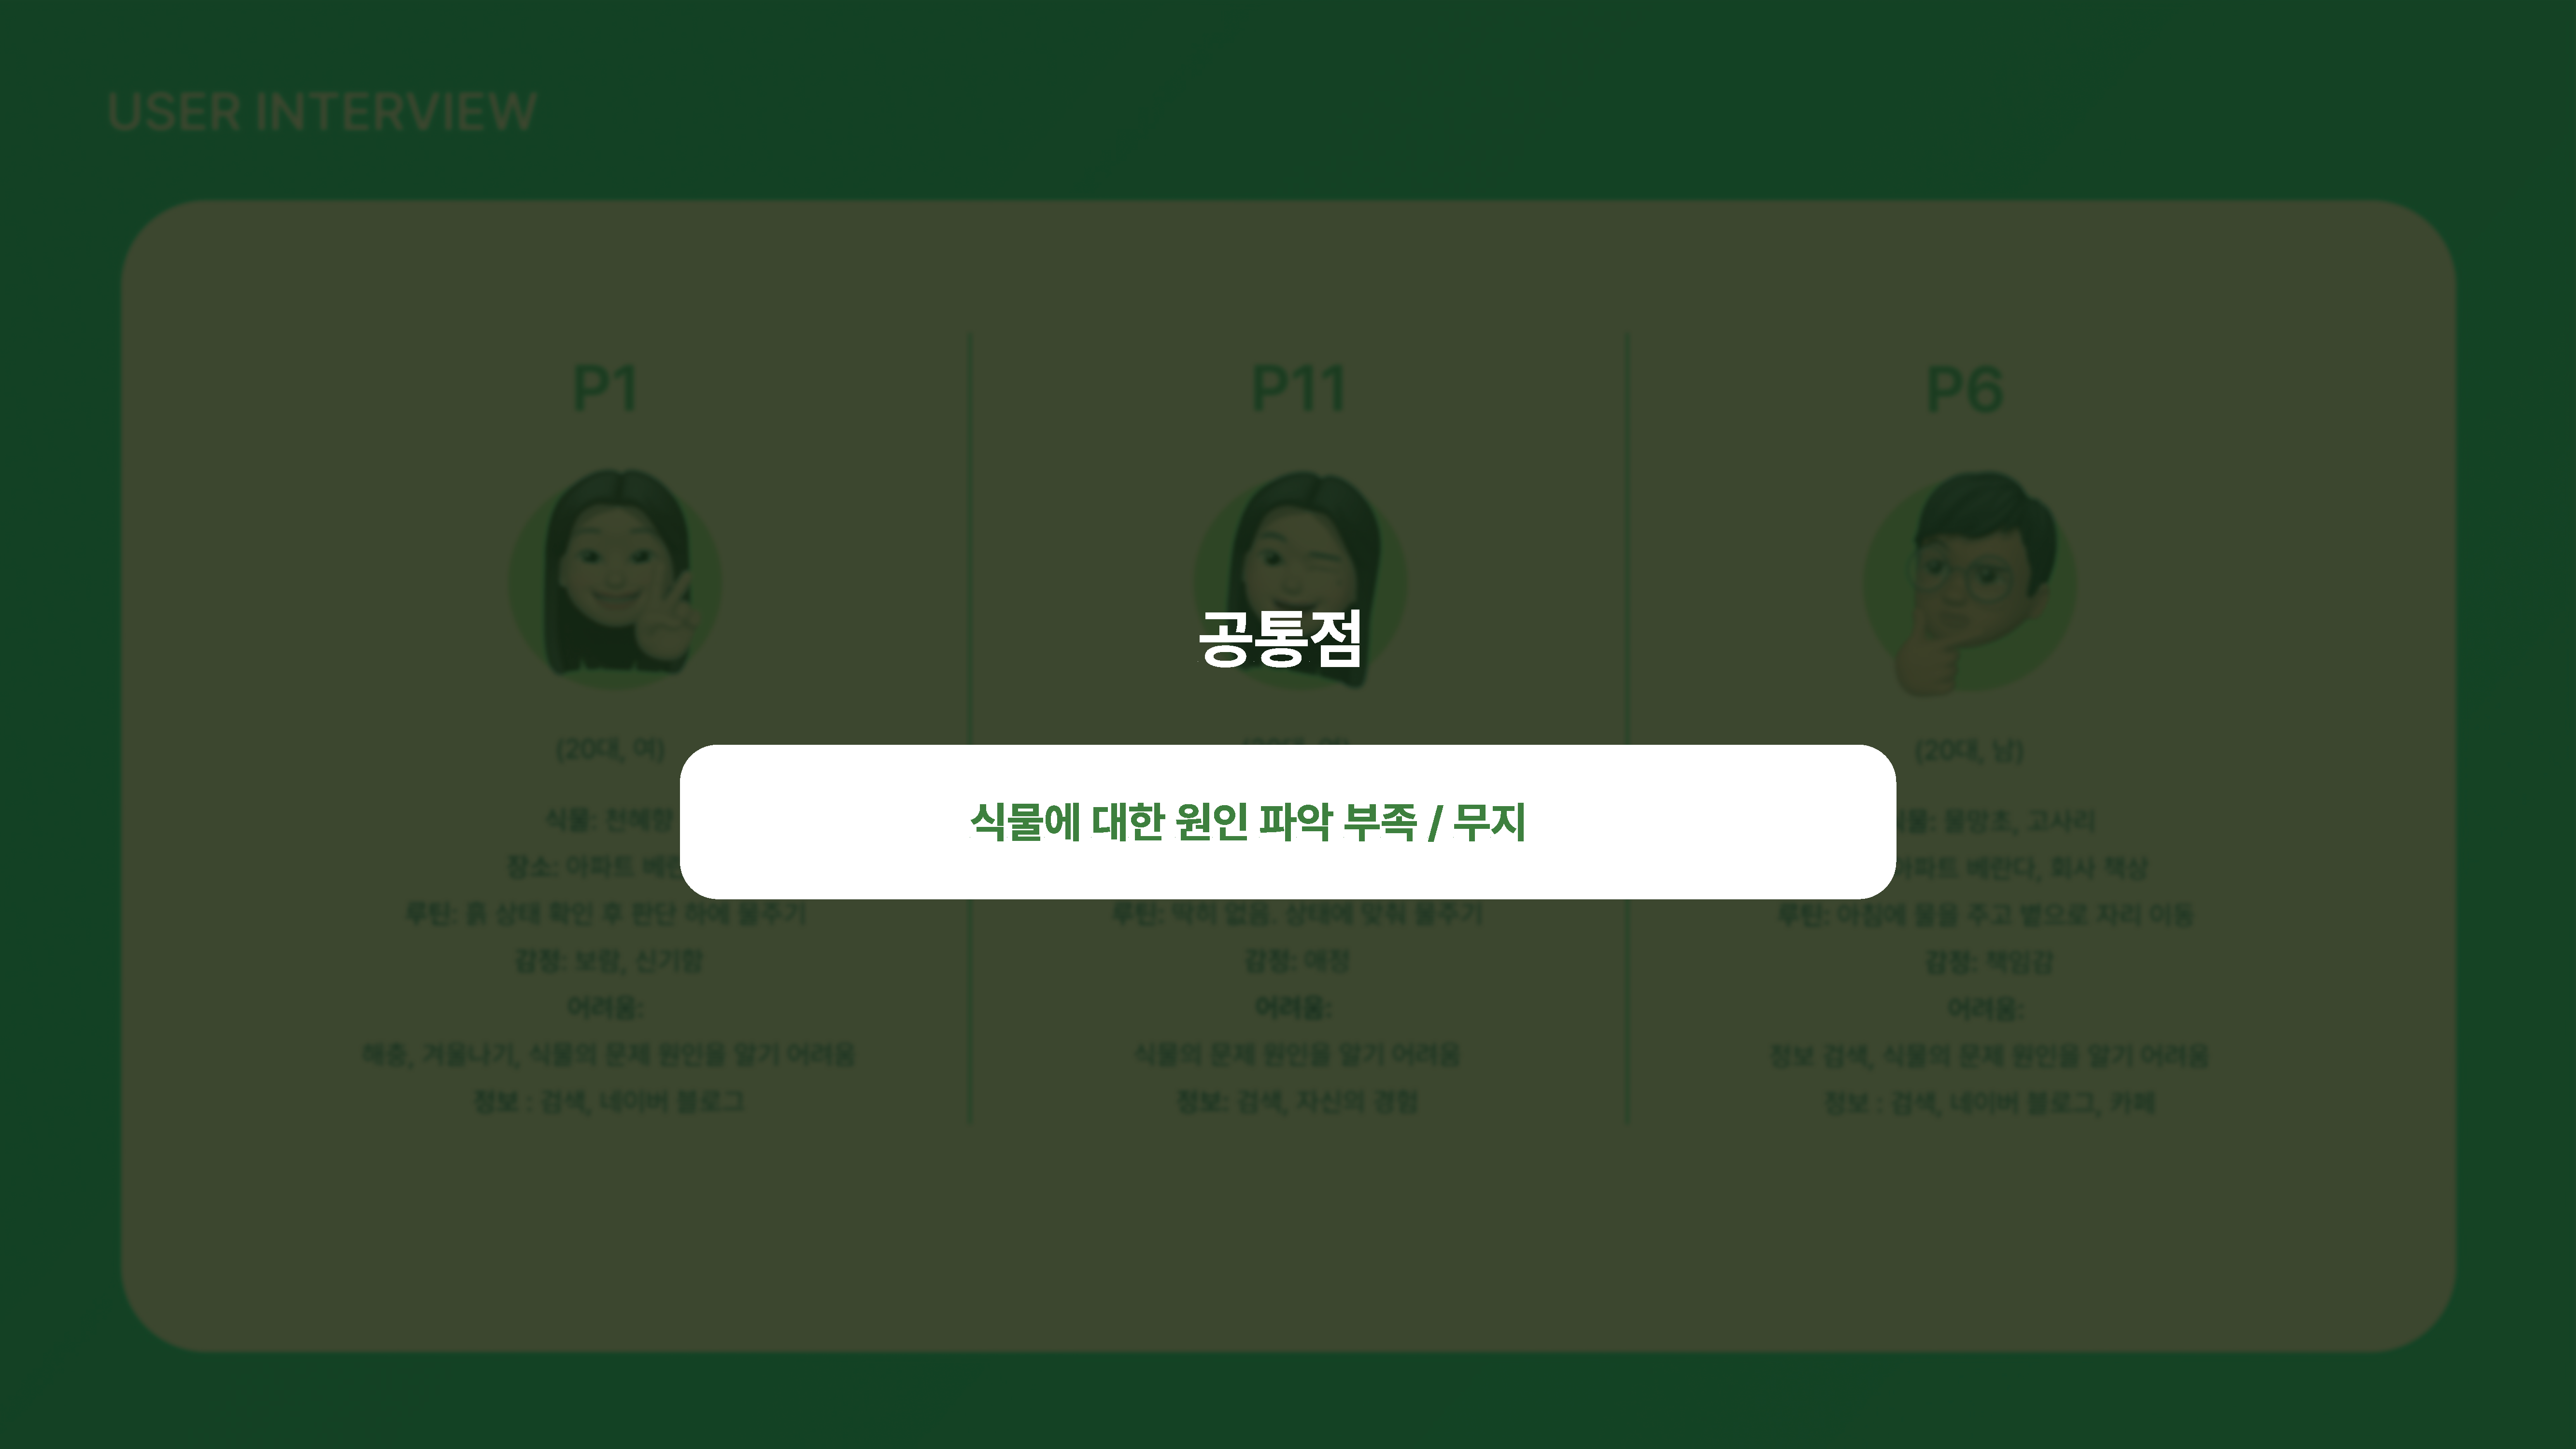 USER INTERVIEW
P1
P11
P6
공통점
(20대, 여)
(20대, 남)
식물에 대한 원인 파악 부족 / 무지
식물: 천혜향
물망초, 고사리
장소: 아파트
베란다, 회사 책상
루틴: 흙 상태 확인 후 판단 하에 물주기
루틴: 딱히 없음. 상태에 맞춰 물주기
루틴: 아침에 물을 주고 볕으로 자리 이동
감정: 보람, 신기함
감정: 애정
감정: 책임감
어려움:
어려움:
어려움:
해충, 겨울나기, 식물의 문제 원인을 알기 어려움
식물의 문제 원인을 알기 어려움
정보 검색, 식물의 문제 원인을 알기 어려움
정보 : 검색, 네이버 블로그
정보: 검색, 자신의 경험
정보 : 검색, 네이버 블로그, 카페